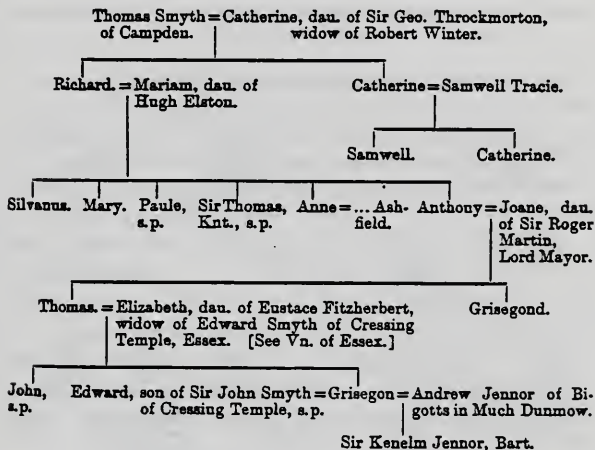 Thomas Smyth=Catherine, dau. of Sir Geo. Throckmorton,
of Campden. widow of Robert Winter.
Richard.=Mariam, dau. of
Hugh Elston.
Catherine=Samwell Tracie.
Samwell. Catherine.
Silvanus. Mary. Paule,
s.p.
Sir Thomas,
Knt., s.p.
Anne=...Ash-
field.
Anthony=Joane, dau.
of Sir Roger
Martin,
Lord Mayor.
Thomas.=Elizabeth, dau. of Eustace Fitzherbert,
widow of Edward Smyth of Cressing
Temple, Essex. [See Vn. of Essex.]
Grisegond.
John,
s.p.
Edward, son of Sir John Smyth=Grisegon=Andrew Jennor of Bi-
of Cressing Temple, s.p. gotts in Much Dunmow.
Sir Kenelm Jennor, Bart.